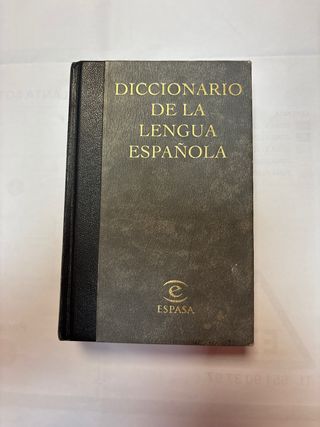 DICCIONARIO
DE LA
LENGUA
ESPAÑOLA
e
ESPASA